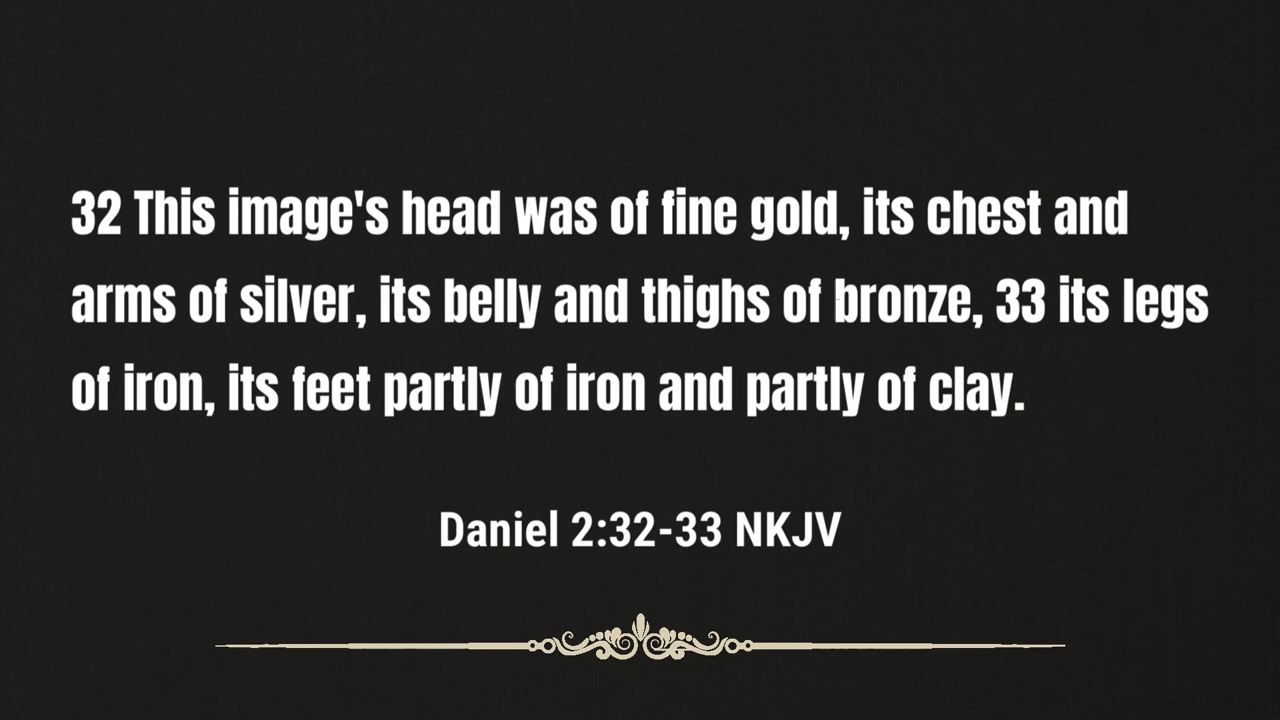 32 This image's head was of fine gold, its chest and
arms of silver, its belly and thighs of bronze, 33 its legs
of iron, its feet partly of iron and partly of clay.
Daniel 2:32-33 NKJV